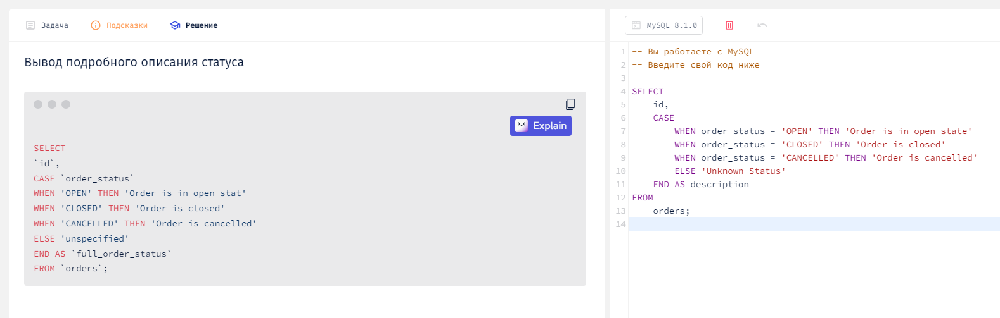 Задача Подсказки Решение
Вывод подробного описания статуса
Explain
SELECT
`id`,
CASE `order_status`
WHEN 'OPEN' THEN 'Order is in open stat'
WHEN 'CLOSED' THEN 'Order is closed'
WHEN 'CANCELLED' THEN 'Order is cancelled'
ELSE 'unspecified'
END AS `full_order_status`
FROM `orders`;
MySQL 8.1.0
1 -- Вы работаете с MySQL
2 -- Введите свой код ниже
3
4 SELECT
5 id,
6 CASE
7 WHEN order_status = 'OPEN' THEN 'Order is in open state'
8 WHEN order_status = 'CLOSED' THEN 'Order is closed'
9 WHEN order_status = 'CANCELLED' THEN 'Order is cancelled'
10 ELSE 'Unknown Status'
11 END AS description
12 FROM
13 orders;
14